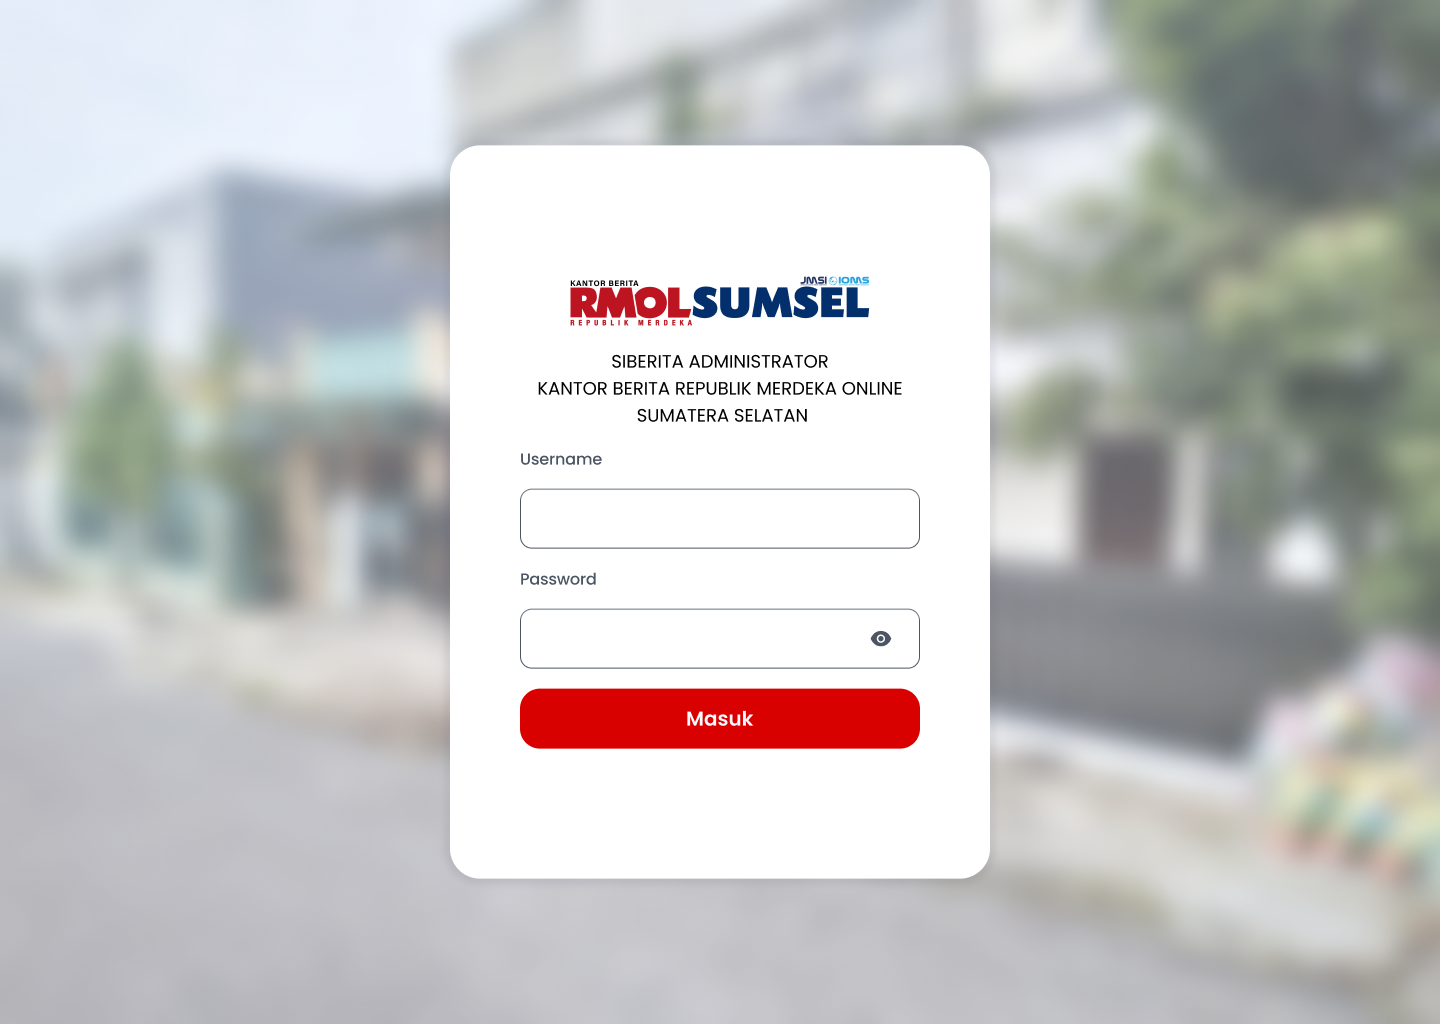 KANTOR BERITA
JMSI IOMS
RMOLSUMSEL
REPUBLIK MERDEKA
SIBERITA ADMINISTRATOR
KANTOR BERITA REPUBLIK MERDEKA ONLINE
SUMATERA SELATAN
Username
Password
Masuk